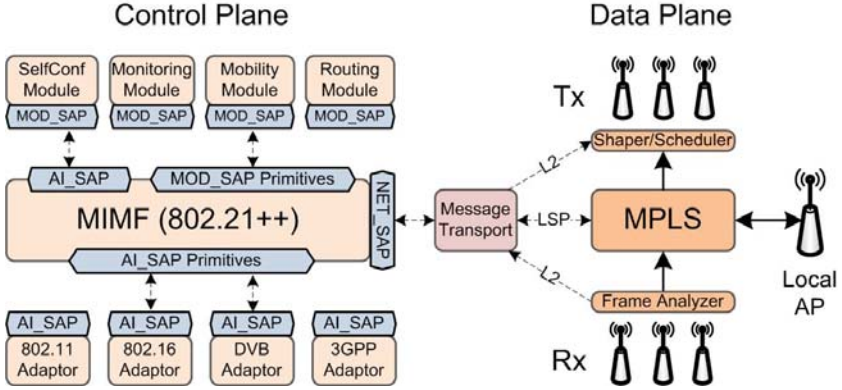 Control Plane
Data Plane
SelfConf
Module
MOD_SAP
Monitoring
Module
MOD_SAP
Mobility
Module
MOD_SAP
Routing
Module
MOD_SAP
Tx
Shaper/Scheduler
AI_SAP
MOD_SAP Primitives
L2
MIMF (802.21++)
NET_SAP
Message
Transport
LSP
MPLS
AI_SAP Primitives
L2
Local
AP
Frame Analyzer
AI_SAP
802.11
Adaptor
AI_SAP
802.16
Adaptor
AI_SAP
DVB
Adaptor
AI_SAP
3GPP
Adaptor
Rx